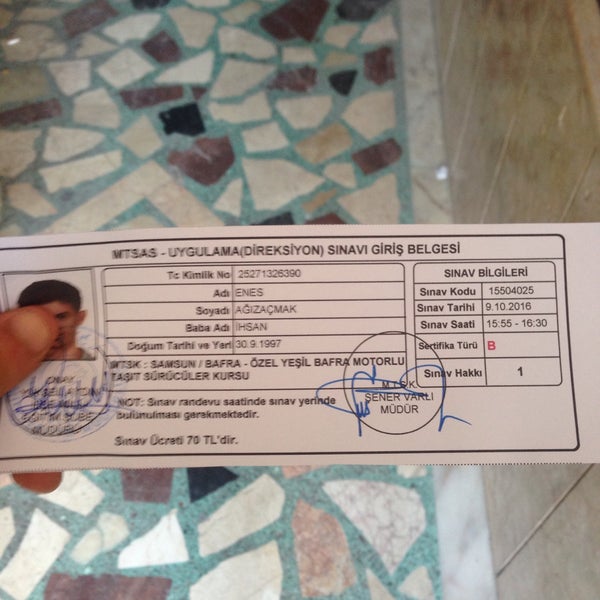 MTSAS - UYGULAMA(DİREKSİYON) SINAVI GİRİŞ BELGESİ
Tc Kimlik No 25271326390
Adı ENES
Soyadı AĞIZAÇMAK
Baba Adı İHSAN
Doğum Tarihi ve Yeri 30.9.1997
MTSK : SAMSUN / BAFRA - ÖZEL YEŞİL BAFRA MOTORLU
TAŞIT SÜRÜCÜLER KURSU
NOT: Sınav randevu saatinde sınav yerinde
bulunulması gerekmektedir.
Sınav Ücreti 70 TL'dir.
SINAV BİLGİLERİ
Sınav Kodu 15504025
Sınav Tarihi 9.10.2016
Sınav Saati 15:55 - 16:30
Sertifika Türü B
Sınav Hakkı 1
M.T.S.K
ŞENER VARLI
MÜDÜR
ONAY
MÜDÜRLÜ